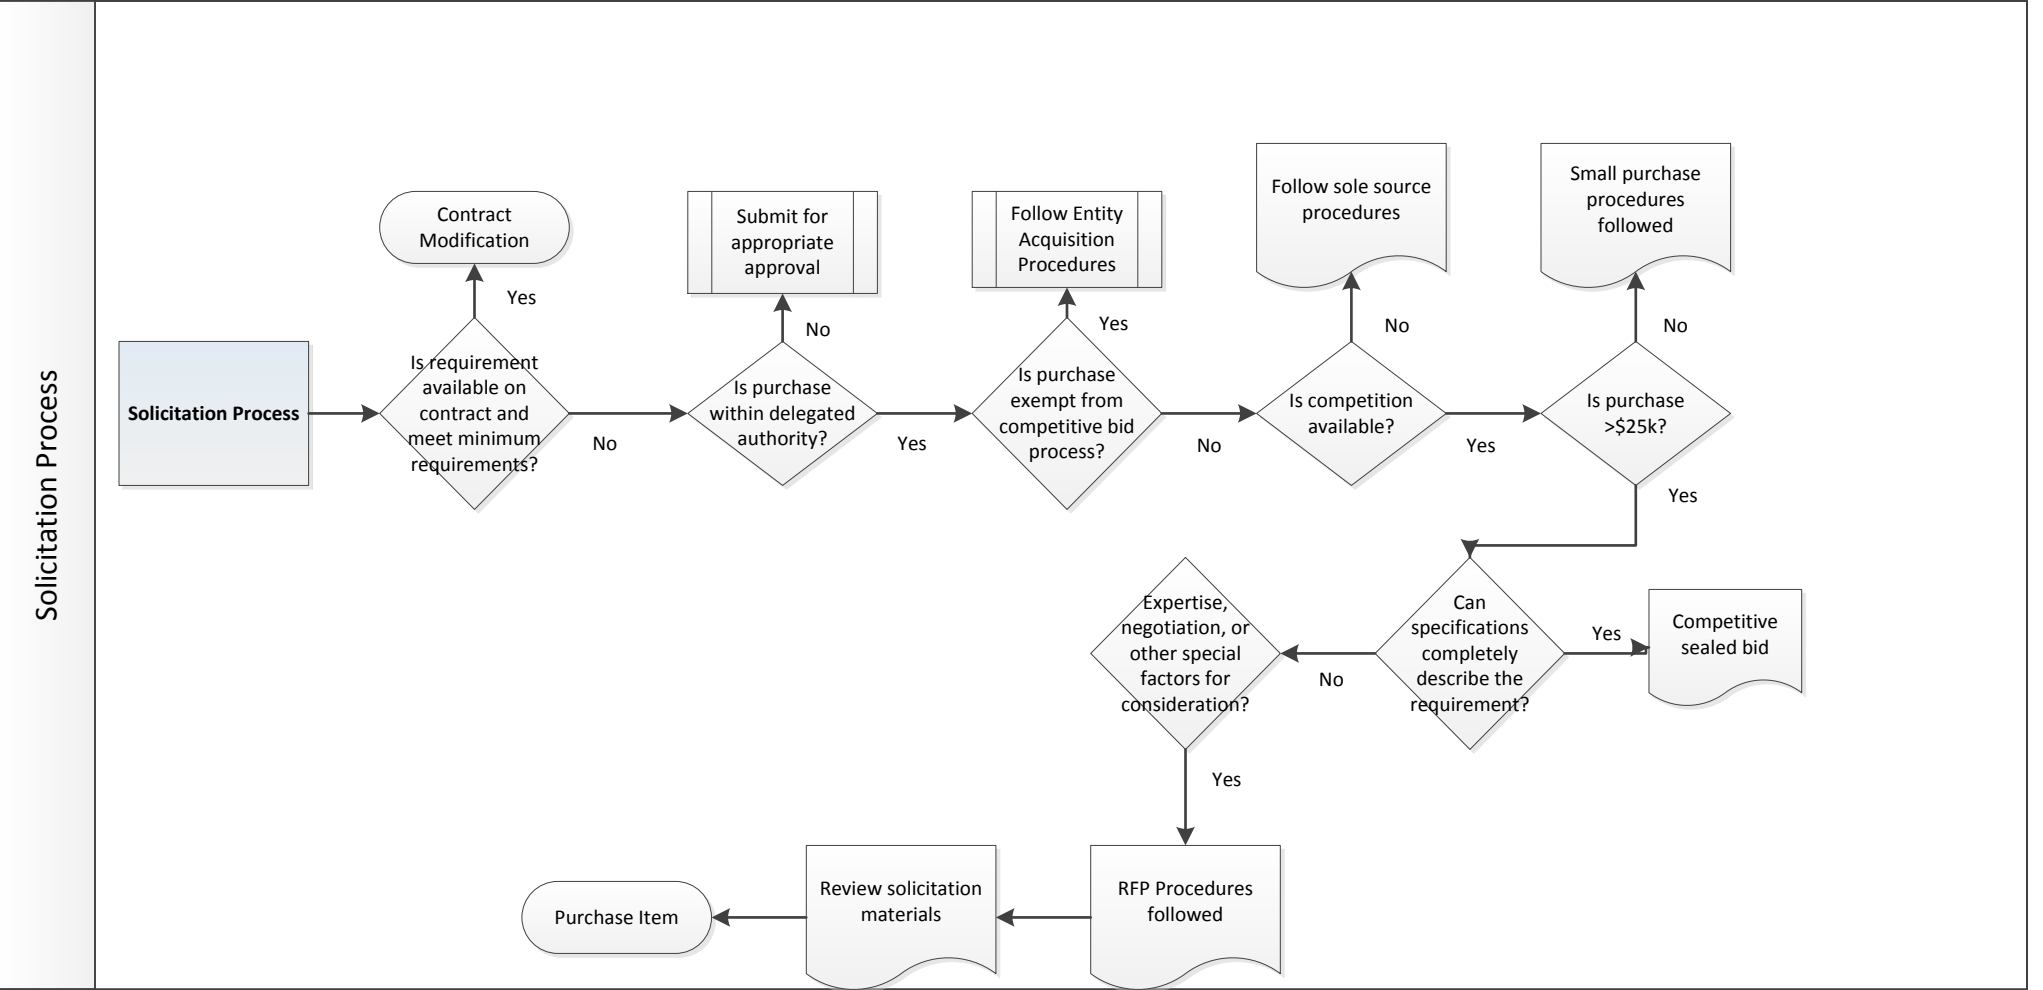 Solicitation Process
Contract
Modification
Submit for
appropriate
approval
Follow Entity
Acquisition
Procedures
Follow sole source
procedures
Small purchase
procedures
followed
Yes
No
Yes
No
No
Solicitation Process
Is requirement
available on
contract and
meet minimum
requirements?
No
Is purchase
within delegated
authority?
Yes
Is purchase
exempt from
competitive bid
process?
No
Is competition
available?
Yes
Is purchase
>$25k?
Yes
Expertise,
negotiation, or
other special
factors for
consideration?
No
Can
specifications
completely
describe the
requirement?
Yes
Competitive
sealed bid
Yes
Purchase Item
Review solicitation
materials
RFP Procedures
followed